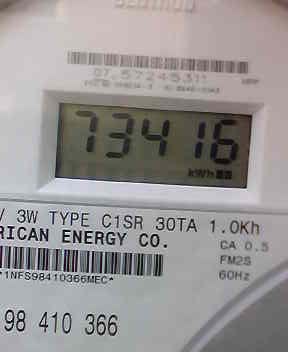 07 57245311
73416
kWh
V 3W TYPE C1SR 30TA 1.0Kh
RICAN ENERGY CO.
CA 0.5
FM2S
60Hz
*1NFS98410366MEC*
98 410 366